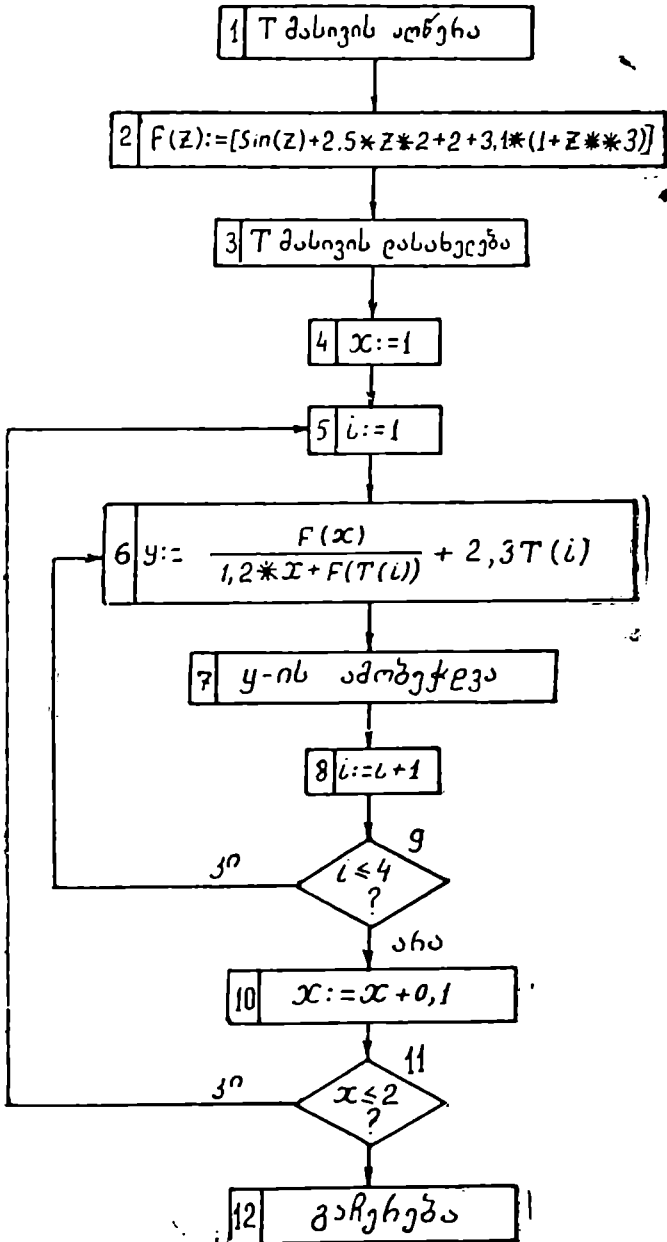 1 T მასივის აღწერა
2 F(Z):=[Sin(Z)+2.5*Z*2+2+3,1*(1+Z**3)]
3 T მასივის დასახელება
4 x:=1
5 i:=1
6 y:= F(x) / 1,2*x+F(T(i)) + 2,3T(i)
7 y-ის ამობეჭდვა
8 i:=i+1
9
i≤4
?
კი
არა
10 x:=x+0,1
11
x≤2
?
კი
12 გაჩერება